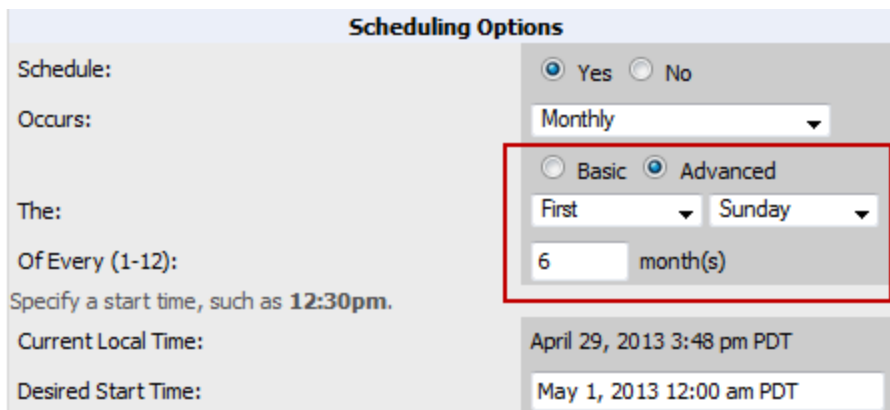 Scheduling Options
Schedule: Yes No
Occurs: Monthly
Basic Advanced
The: First Sunday
Of Every (1-12): 6 month(s)
Specify a start time, such as 12:30pm.
Current Local Time: April 29, 2013 3:48 pm PDT
Desired Start Time: May 1, 2013 12:00 am PDT